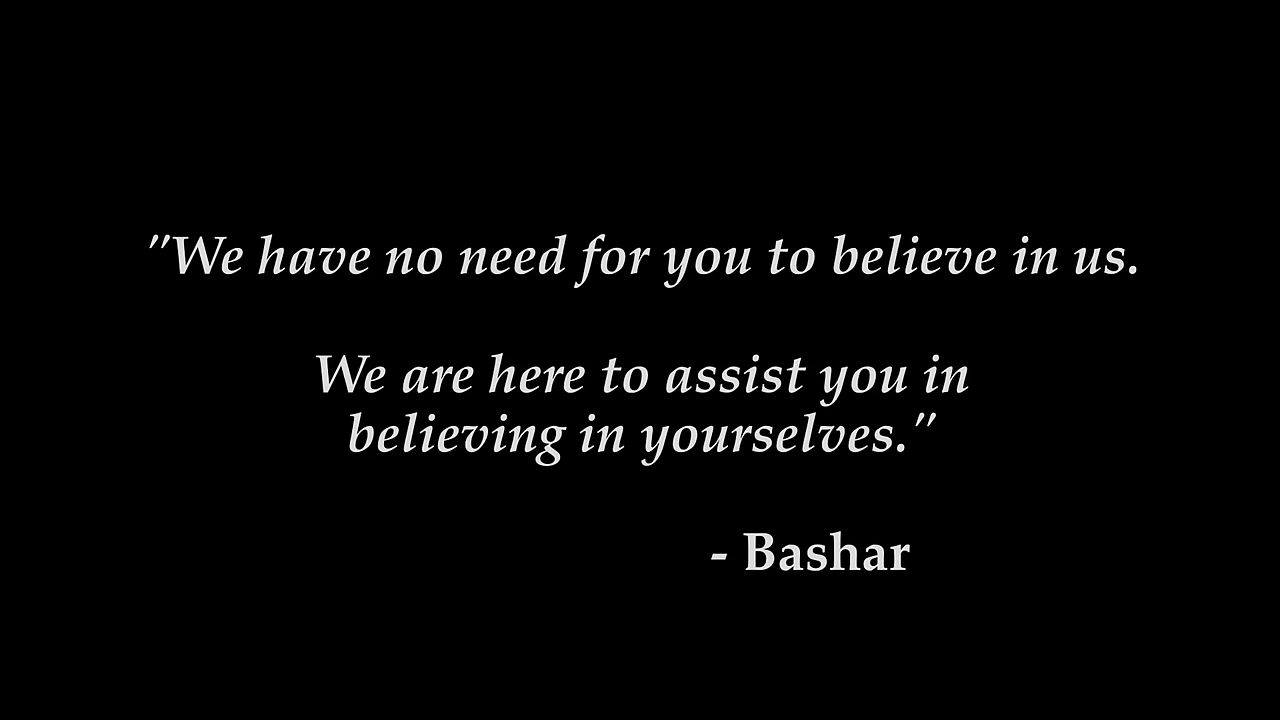 "We have no need for you to believe in us.
We are here to assist you in
believing in yourselves."
- Bashar